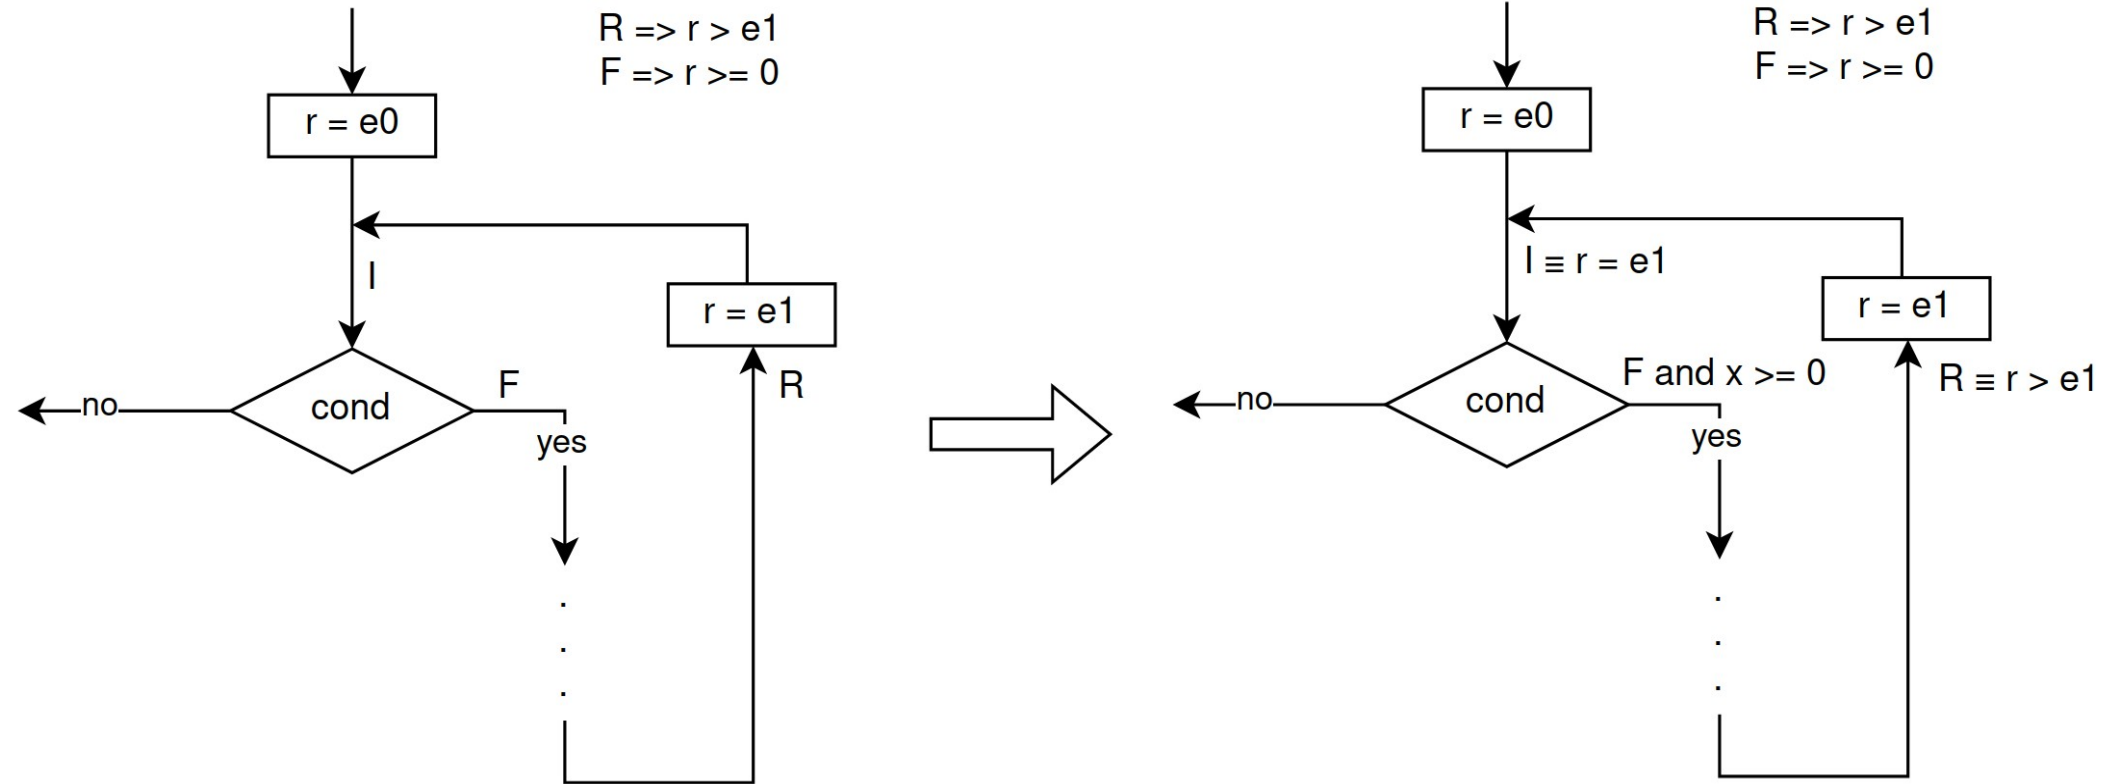 R => r > e1
F => r >= 0
r = e0
I
r = e1
F
R
cond
no
yes
.
.
.
R => r > e1
F => r >= 0
r = e0
I ≡ r = e1
r = e1
F and x >= 0
R ≡ r > e1
cond
no
yes
.
.
.